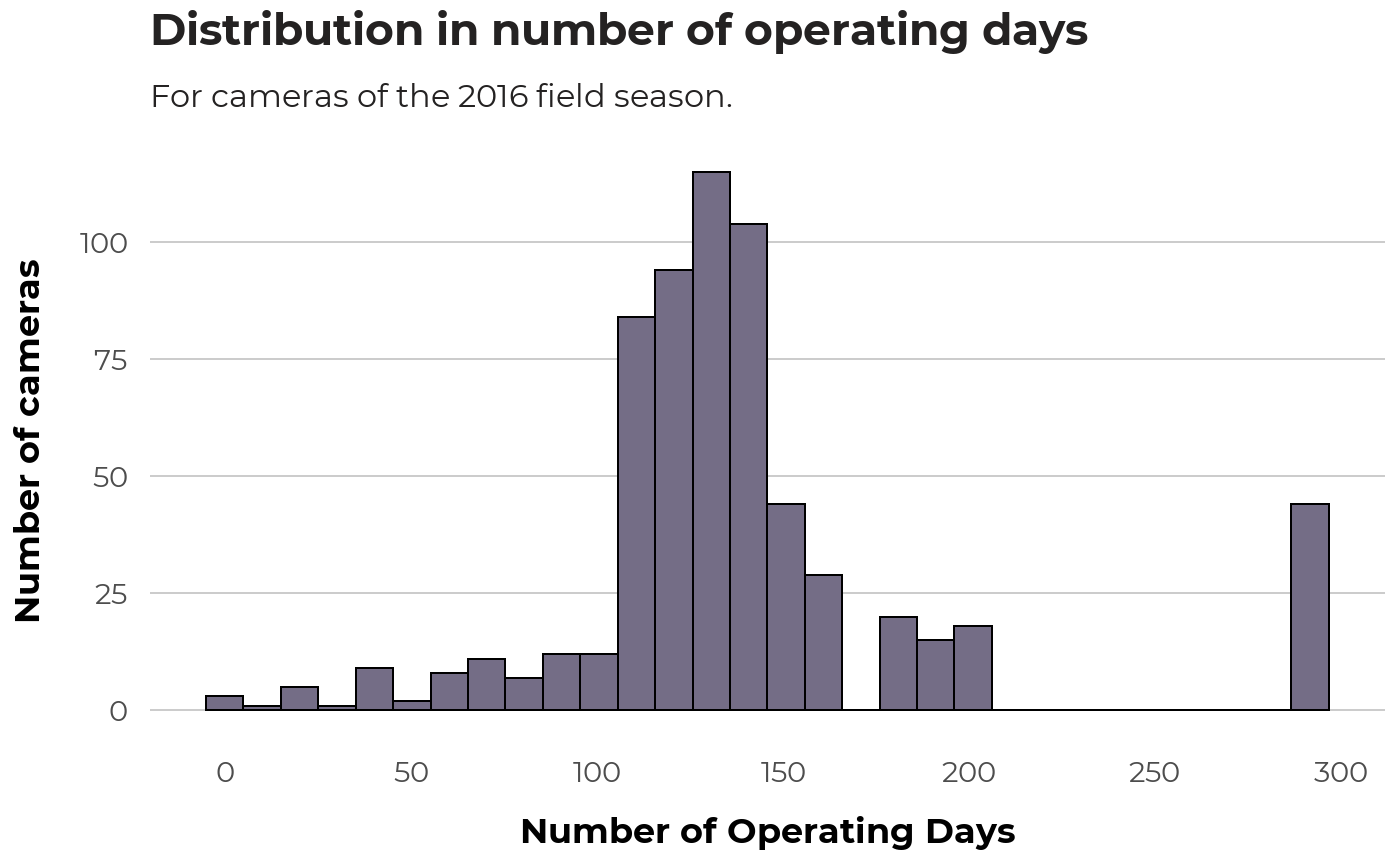 Distribution in number of operating days
For cameras of the 2016 field season.
Number of cameras
100
75
50
25
0
0 50 100 150 200 250 300
Number of Operating Days